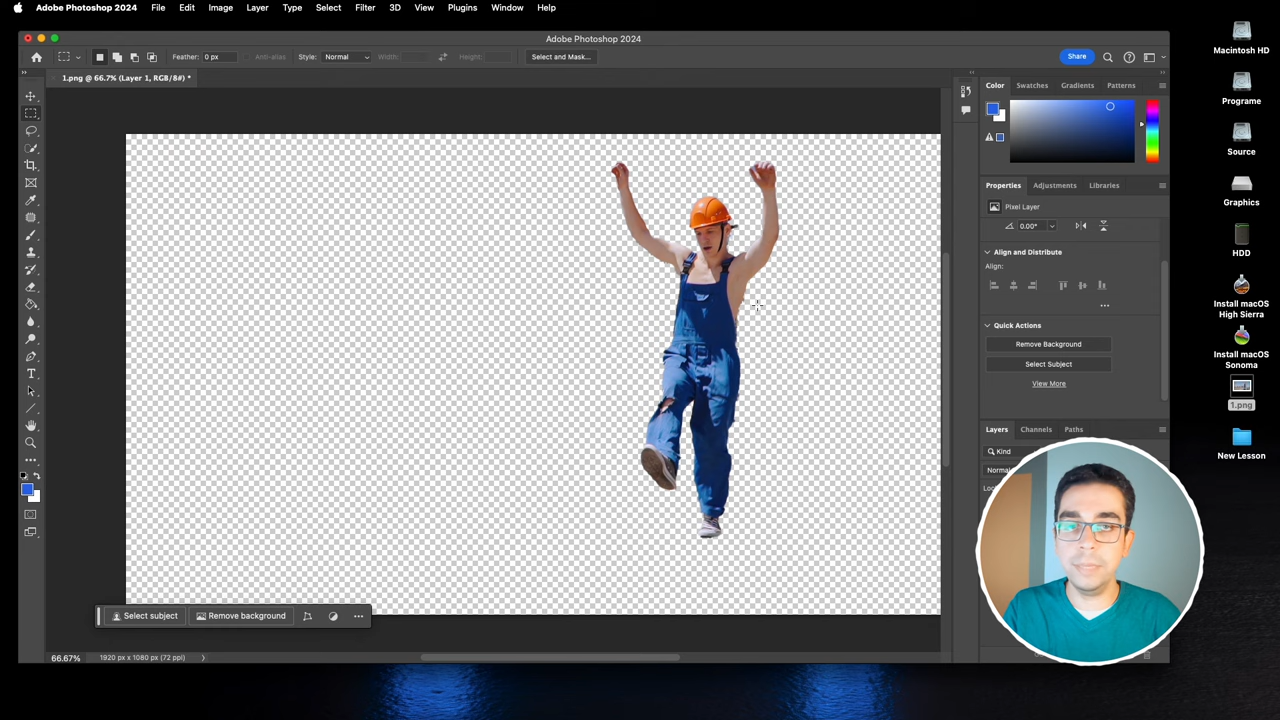 Adobe Photoshop 2024 File Edit Image Layer Type Select Filter 3D View Plugins Window Help
Adobe Photoshop 2024
Feather: 0 px Anti-alias Style: Normal Width: Height: Select and Mask... Share
1.png @ 66.7% (Layer 1, RGB/8#) *
Color Swatches Gradients Patterns
Properties Adjustments Libraries
Pixel Layer
0.00°
Align and Distribute
Align:
Quick Actions
Remove Background
Select Subject
View More
Layers Channels Paths
Kind
Normal
Select subject Remove background
66.67% 1920 px x 1080 px (72 ppi)
Macintosh HD
Programe
Source
Graphics
HDD
Install macOS
High Sierra
Install macOS
Sonoma
1.png
New Lesson